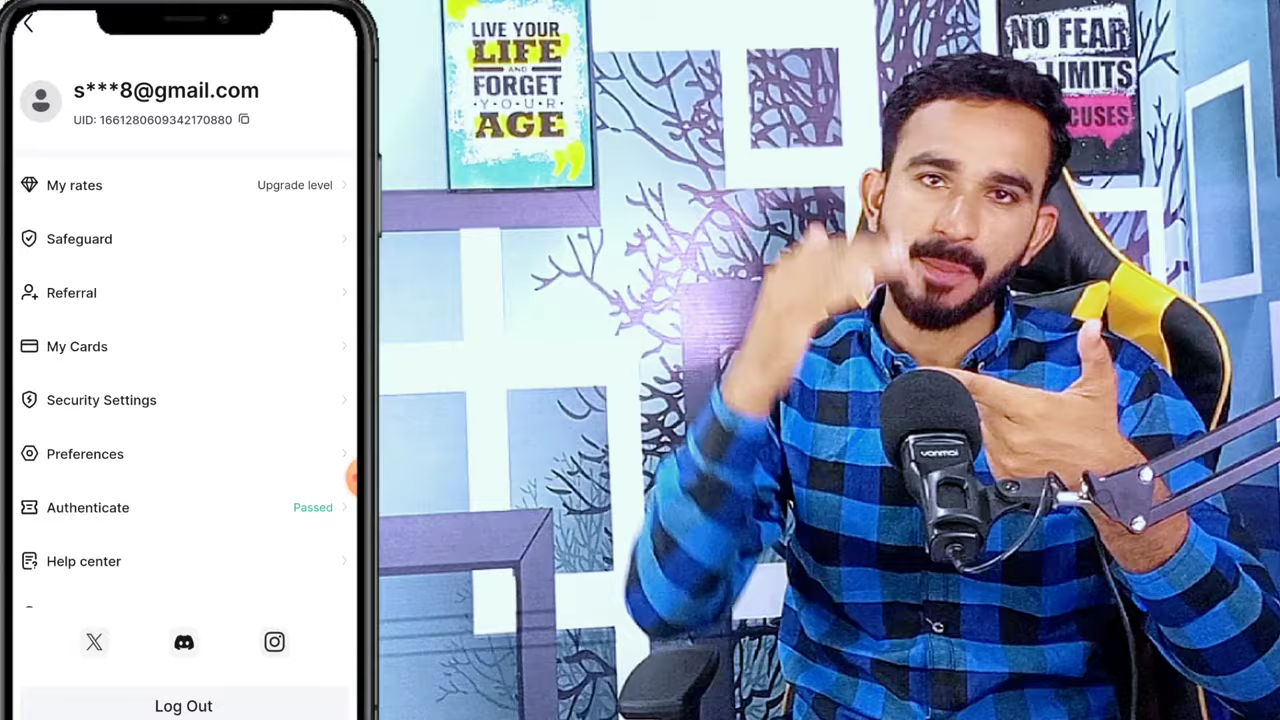 s***8@gmail.com
UID: 1661280609342170880
My rates
Upgrade level
Safeguard
Referral
My Cards
Security Settings
Preferences
Authenticate
Passed
Help center
Log Out
LIVE YOUR
LIFE
AND
FORGET
YOUR
AGE
NO FEAR
LIMITS
CUSES
vonmai